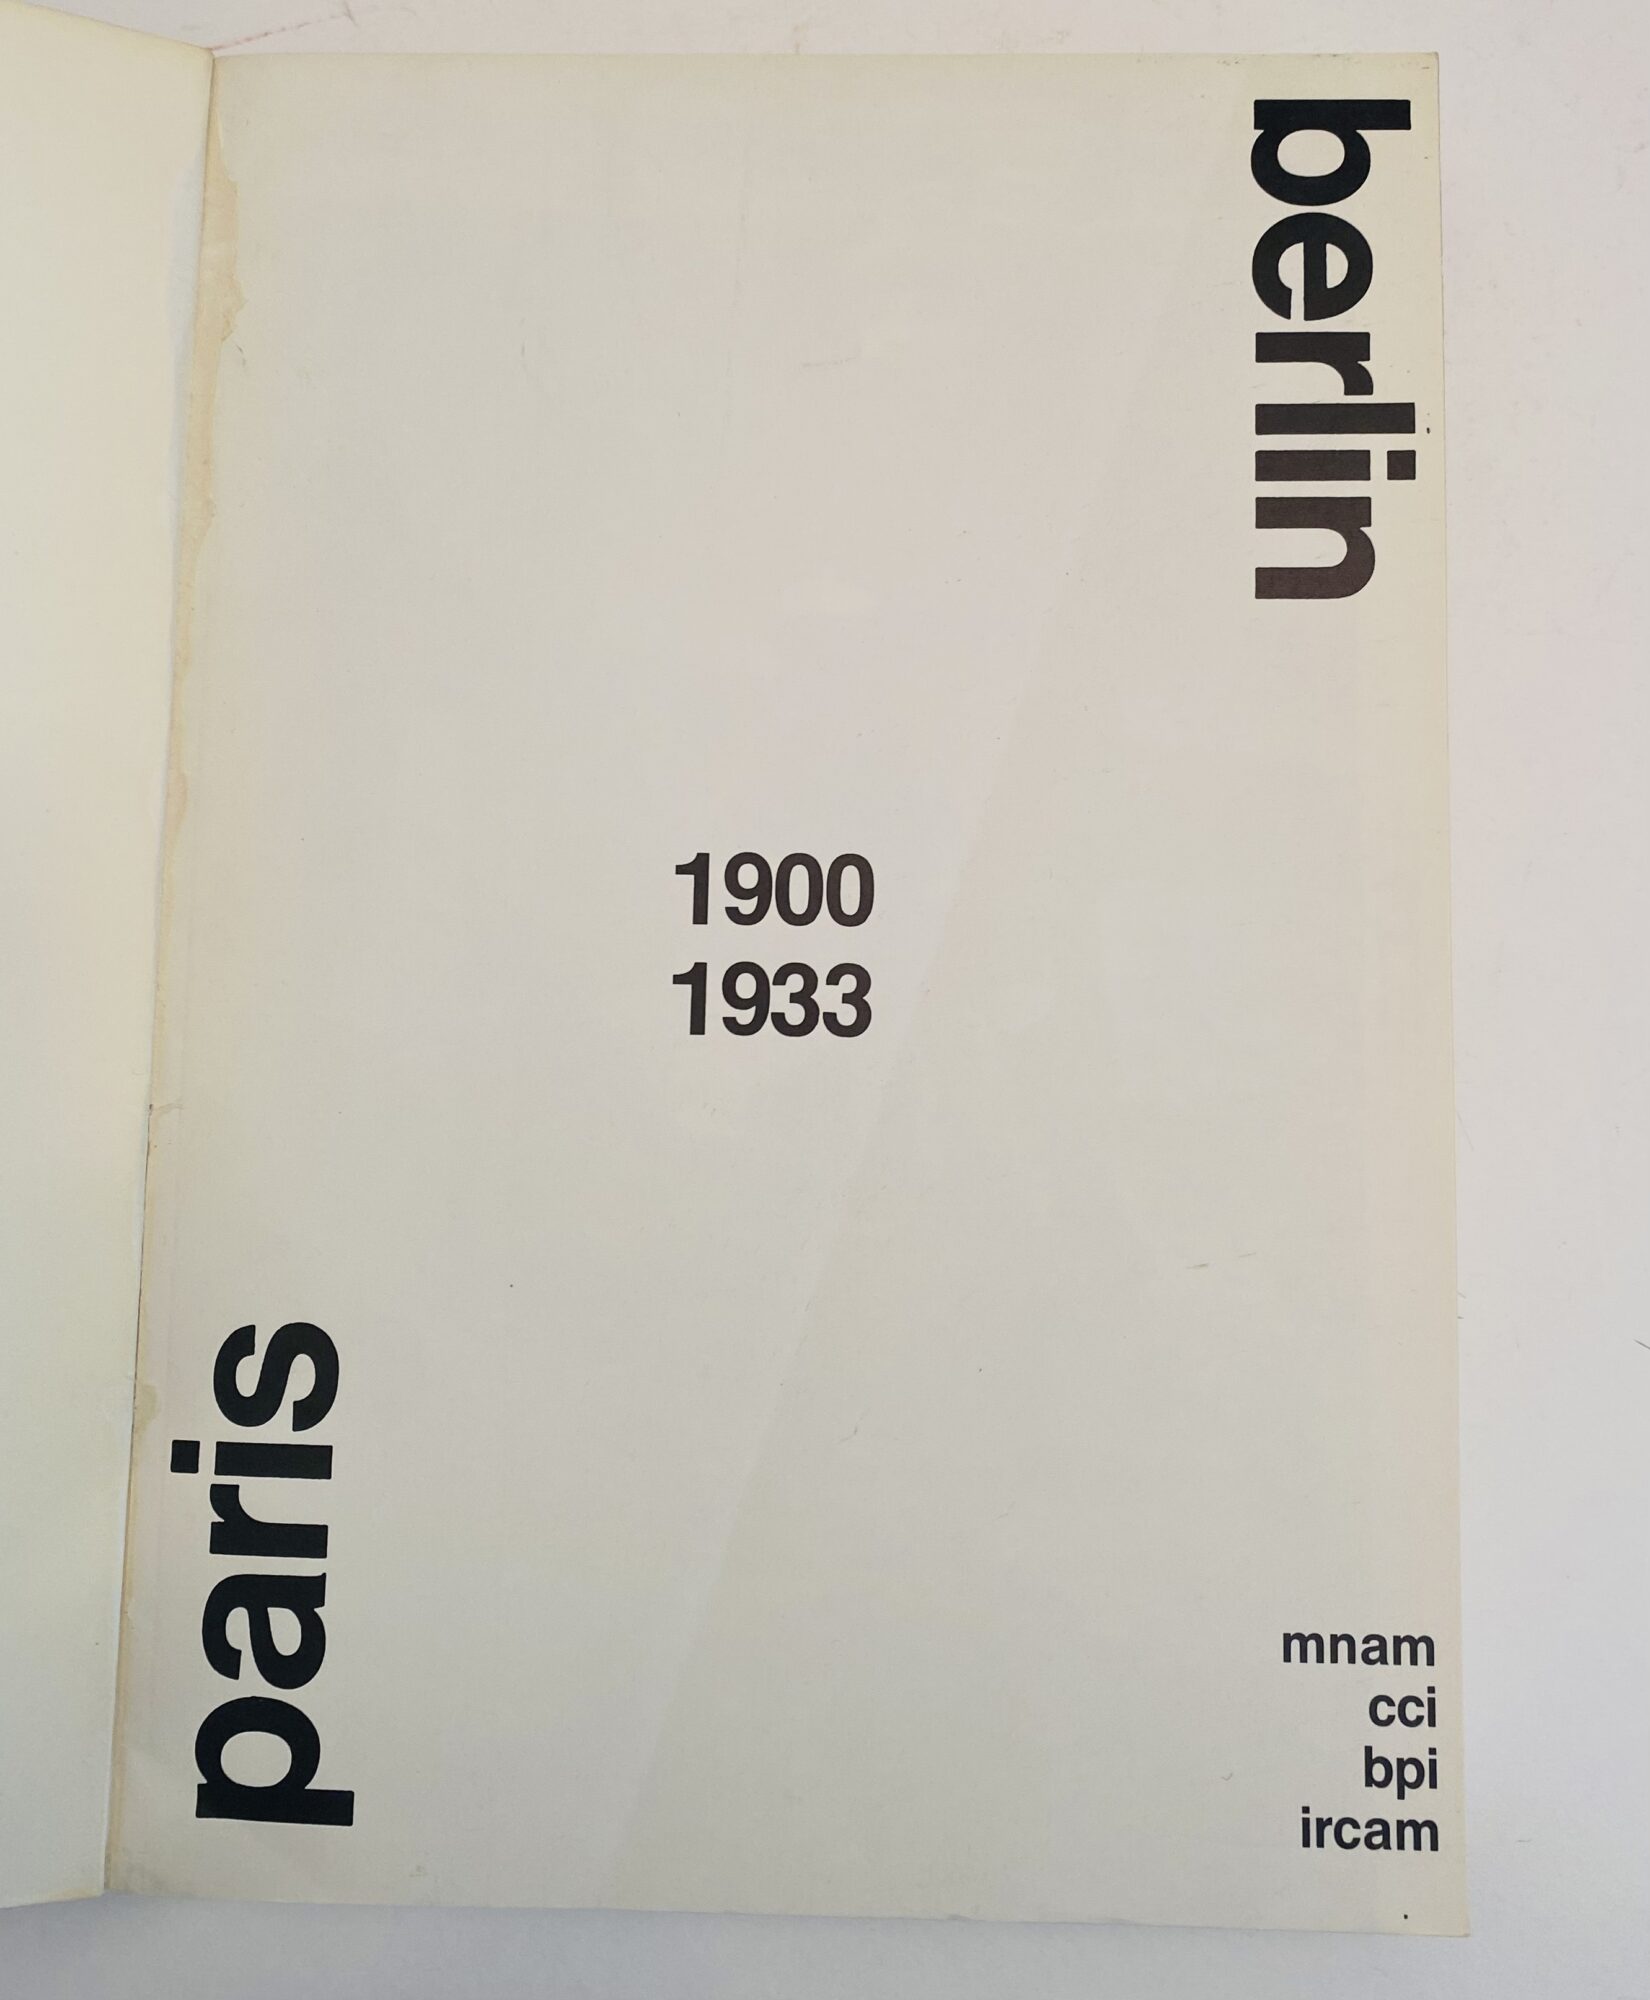 berlin
1900
1933
paris
mnam
cci
bpi
ircam